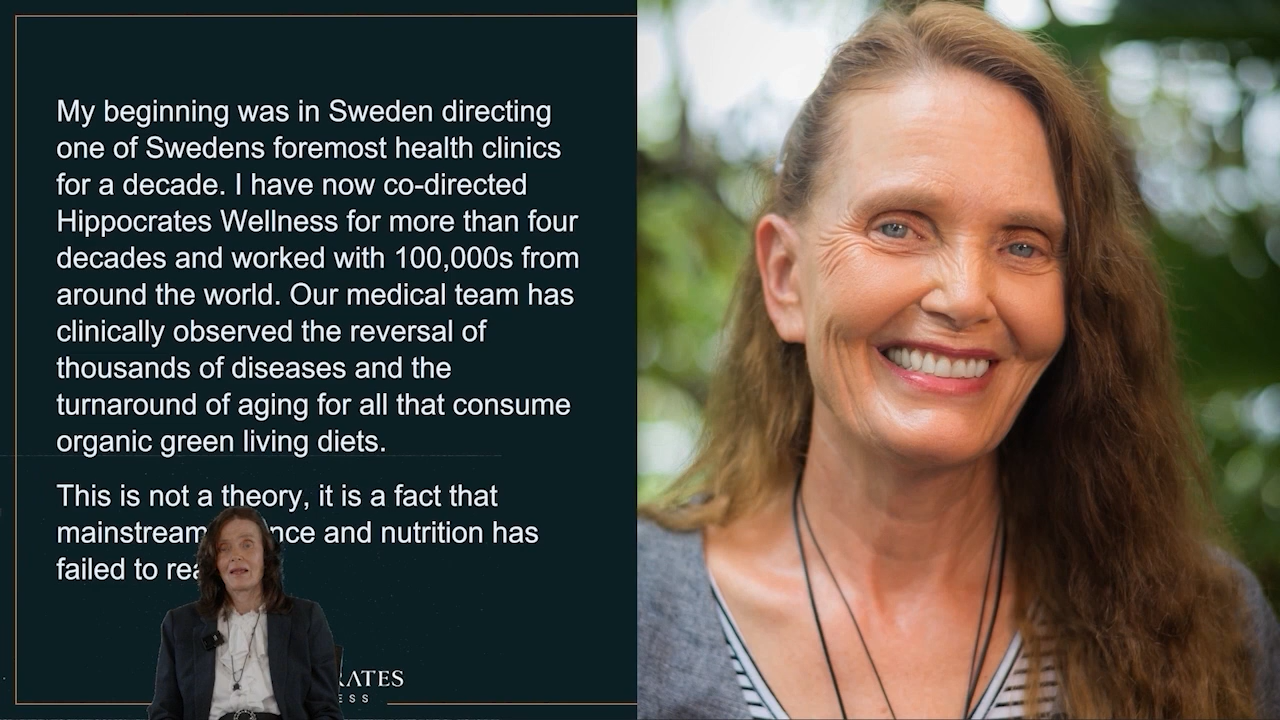 My beginning was in Sweden directing
one of Swedens foremost health clinics
for a decade. I have now co-directed
Hippocrates Wellness for more than four
decades and worked with 100,000s from
around the world. Our medical team has
clinically observed the reversal of
thousands of diseases and the
turnaround of aging for all that consume
organic green living diets.
This is not a theory, it is a fact that
mainstream and nutrition has
failed to